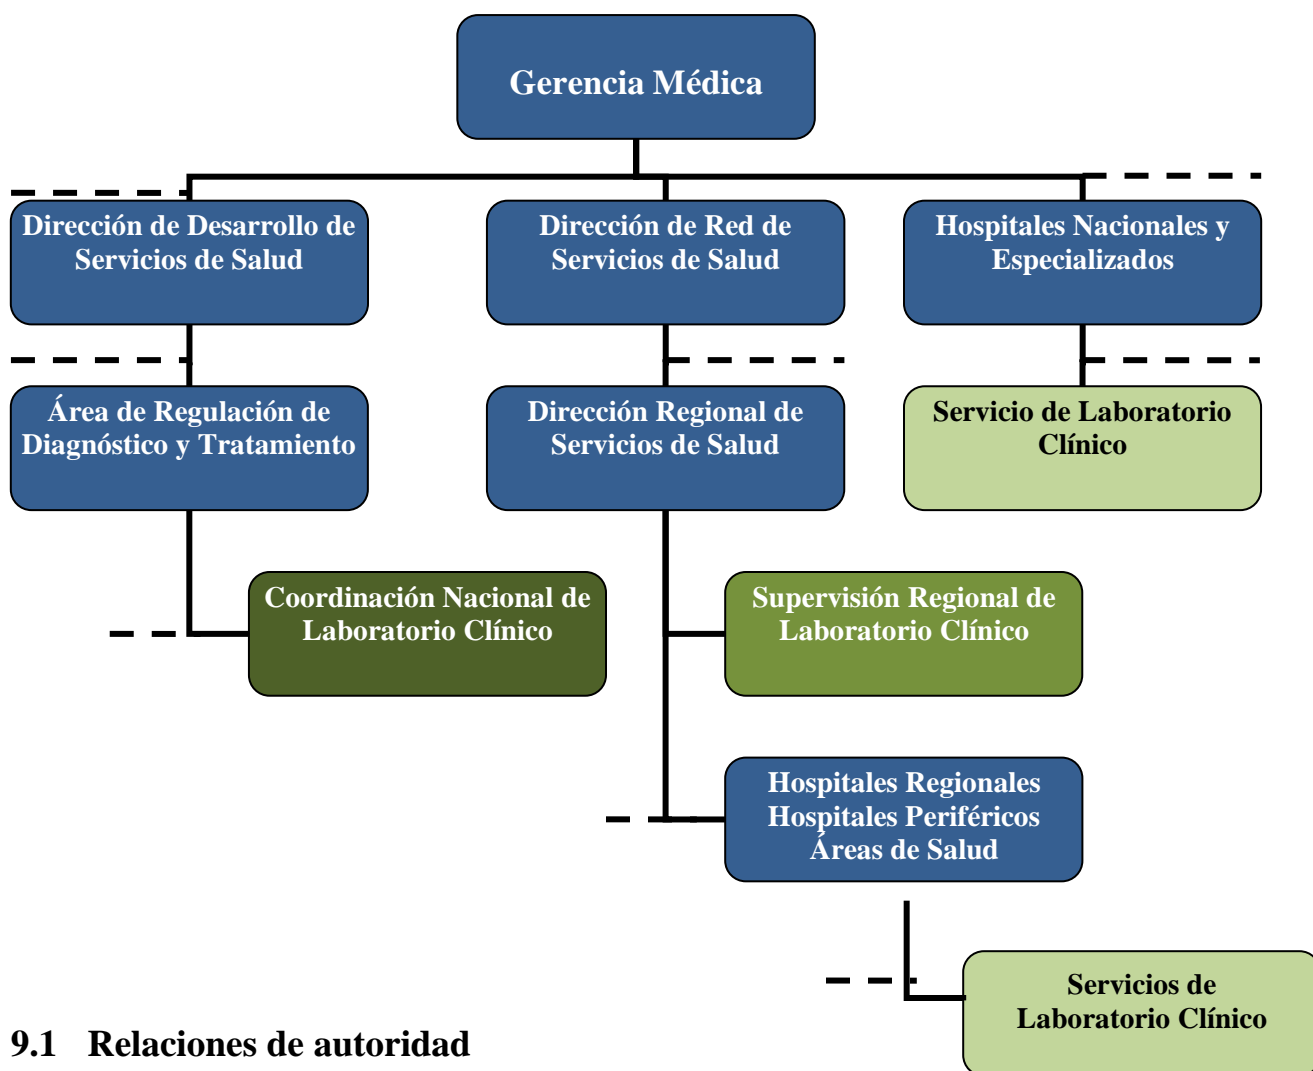 Gerencia Médica
Dirección de Desarrollo de
Servicios de Salud
Dirección de Red de
Servicios de Salud
Hospitales Nacionales y
Especializados
Área de Regulación de
Diagnóstico y Tratamiento
Dirección Regional de
Servicios de Salud
Servicio de Laboratorio
Clínico
Coordinación Nacional de
Laboratorio Clínico
Supervisión Regional de
Laboratorio Clínico
Hospitales Regionales
Hospitales Periféricos
Áreas de Salud
Servicios de
Laboratorio Clínico
9.1 Relaciones de autoridad